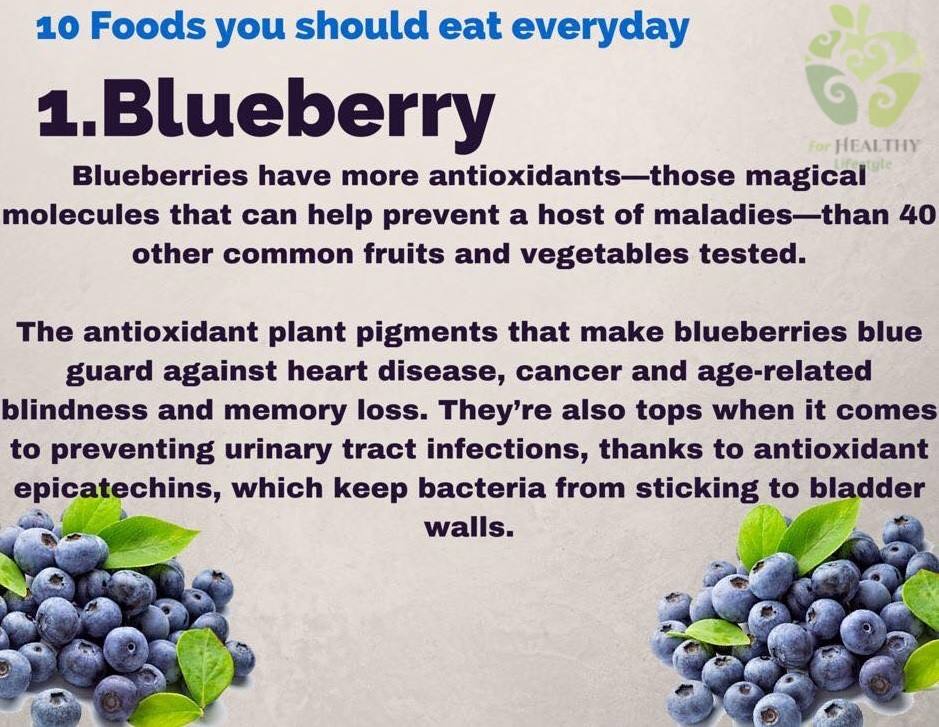 10 Foods you should eat everyday
1.Blueberry
For HEALTHY
Lifestyle
Blueberries have more antioxidants—those magical
molecules that can help prevent a host of maladies—than 40
other common fruits and vegetables tested.
The antioxidant plant pigments that make blueberries blue
guard against heart disease, cancer and age-related
blindness and memory loss. They’re also tops when it comes
to preventing urinary tract infections, thanks to antioxidant
epicatechins, which keep bacteria from sticking to bladder
walls.